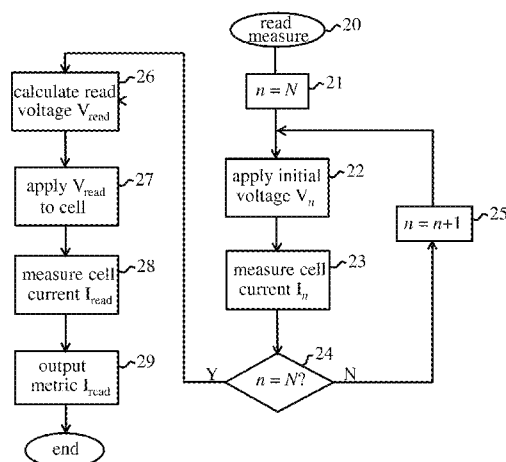 read
measure
20
n = N
21
apply initial
voltage Vn
22
measure cell
current In
23
n = N?
24
Y
N
n = n+1
25
calculate read
voltage Vread
26
apply Vread
to cell
27
measure cell
current Iread
28
output
metric Iread
29
end